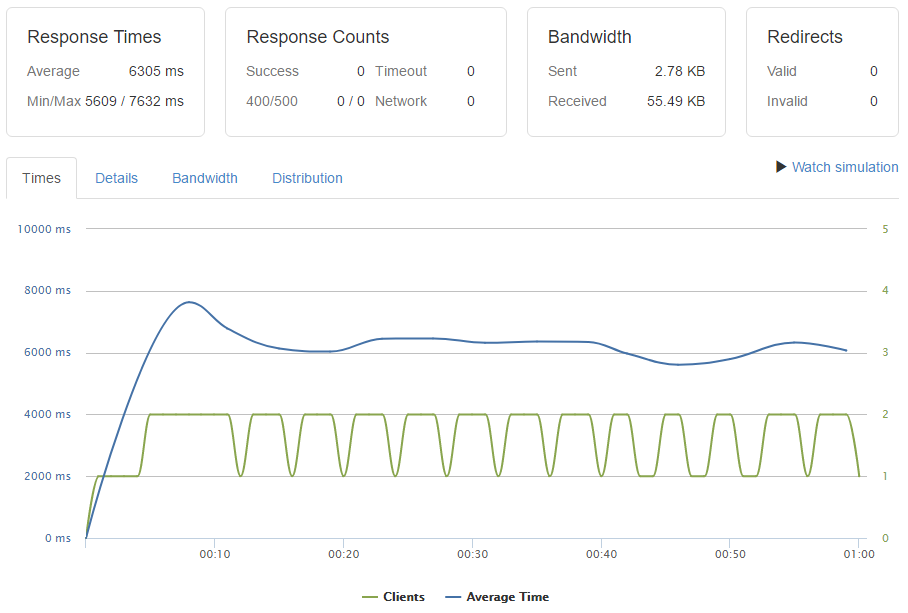 Response Times
Average 6305 ms
Min/Max 5609 / 7632 ms
Response Counts
Success 0 Timeout 0
400/500 0 / 0 Network 0
Bandwidth
Sent 2.78 KB
Received 55.49 KB
Redirects
Valid 0
Invalid 0
Times Details Bandwidth Distribution Watch simulation
10000 ms 5
8000 ms 4
6000 ms 3
4000 ms 2
2000 ms 1
0 ms 0
00:10 00:20 00:30 00:40 00:50 01:00
Clients Average Time